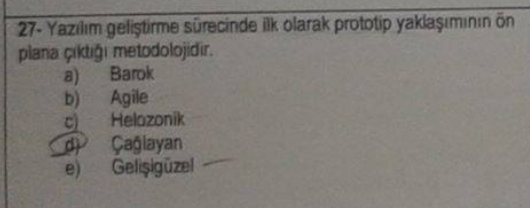 27- Yazılım geliştirme sürecinde ilk olarak prototip yaklaşımının ön
plana çıktığı metodolojidir.
a) Barok
b) Agile
c) Helozonik
d) Çağlayan
e) Gelişigüzel